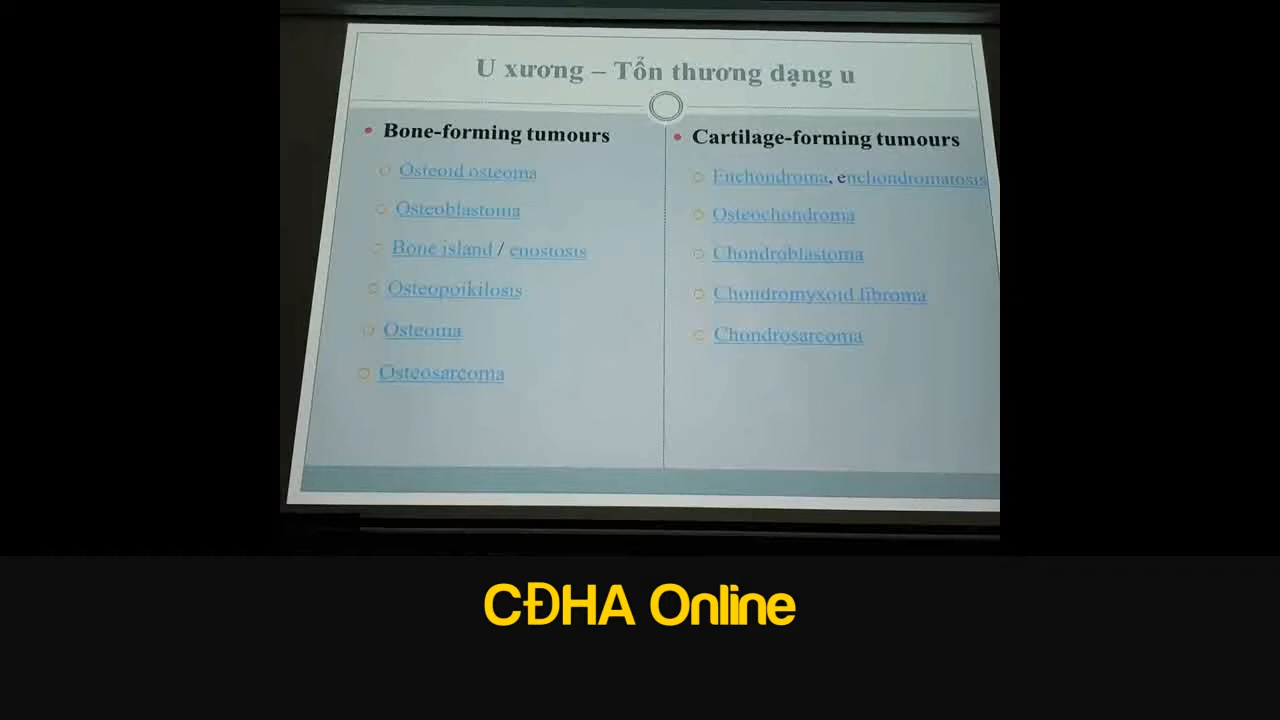 U xương – Tổn thương dạng u
Bone-forming tumours
Osteoid osteoma
Osteoblastoma
Bone island / enostosis
Osteopoikilosis
Osteoma
Osteosarcoma
Cartilage-forming tumours
Enchondroma, enchondromatosis
Osteochondroma
Chondroblastoma
Chondromyxoid fibroma
Chondrosarcoma
CĐHA Online